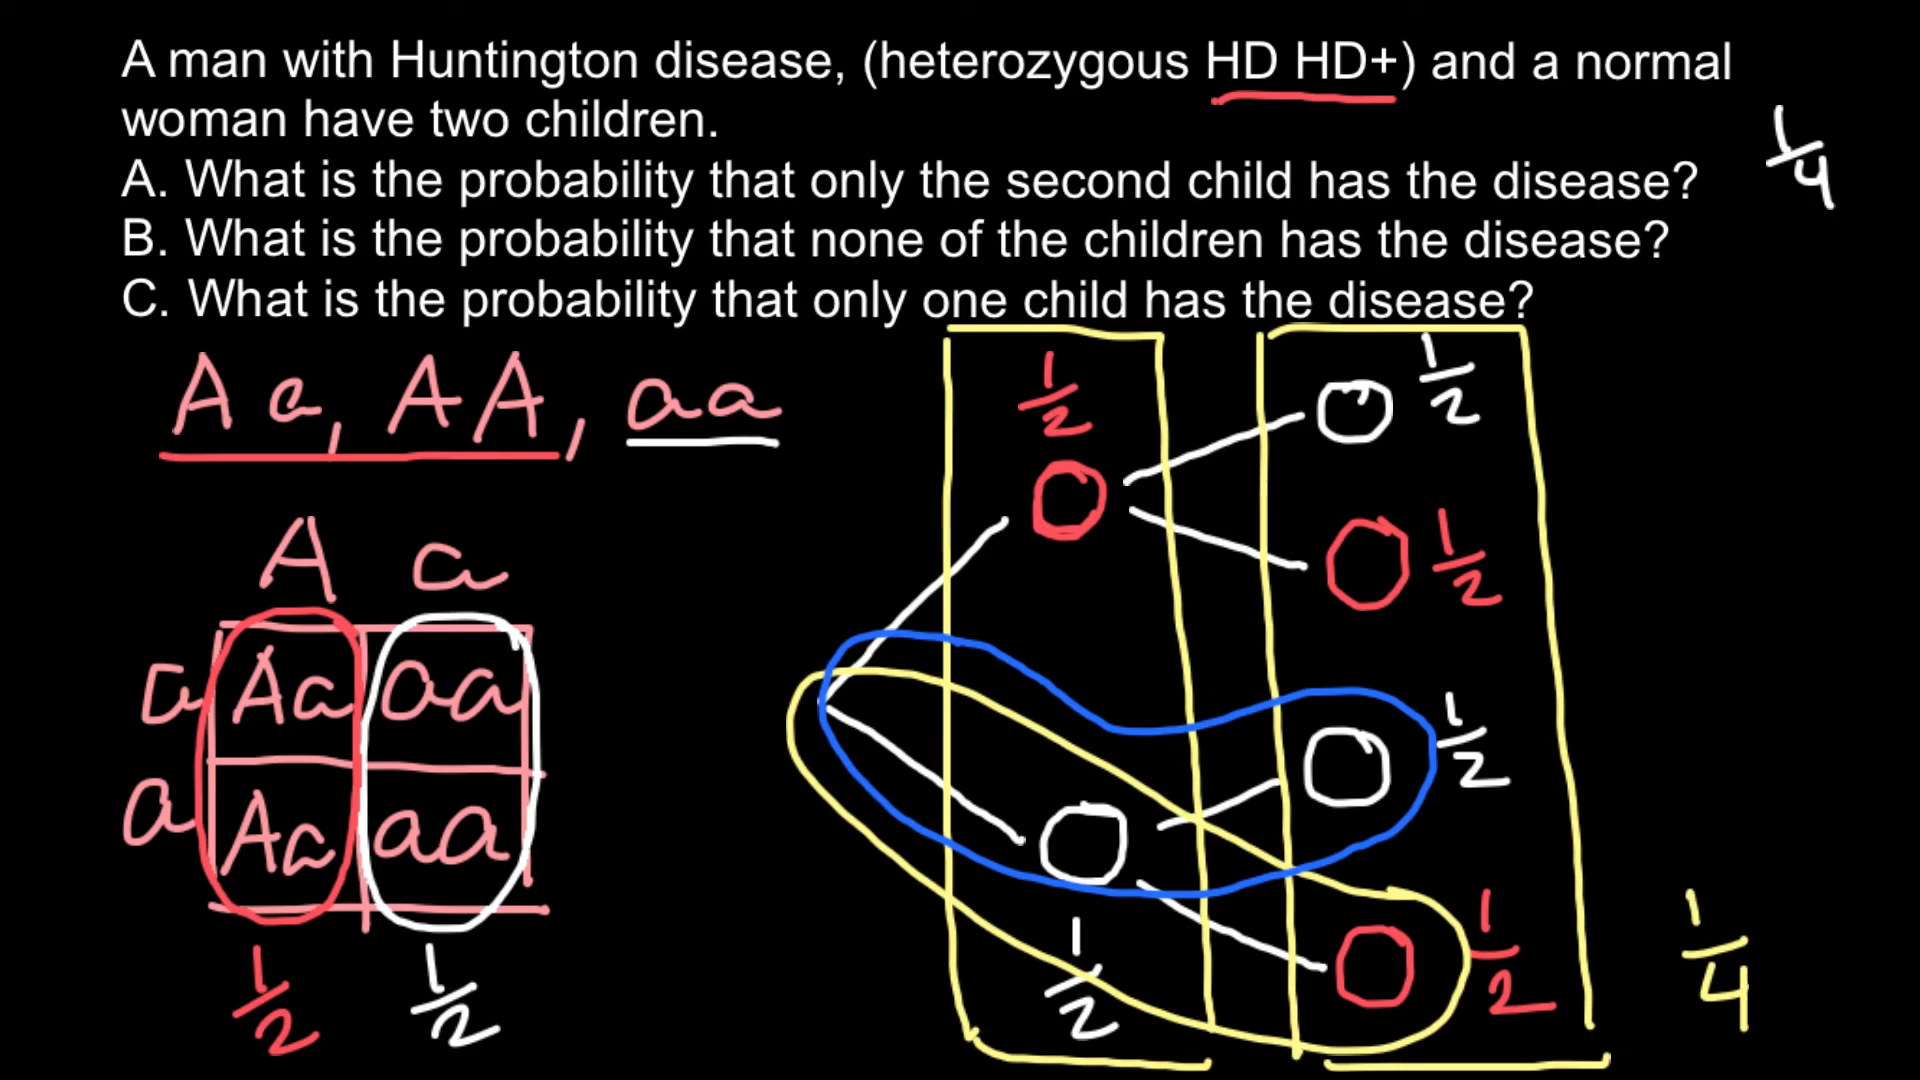 A man with Huntington disease, (heterozygous HD HD+) and a normal
woman have two children.
A. What is the probability that only the second child has the disease?
B. What is the probability that none of the children has the disease?
C. What is the probability that only one child has the disease?
1/4
Aa, AA, aa
A a
a Aa aa
a Aa aa
1/2 1/2
1/2 1/2
1/2
1/2
1/2 1/2
1/4